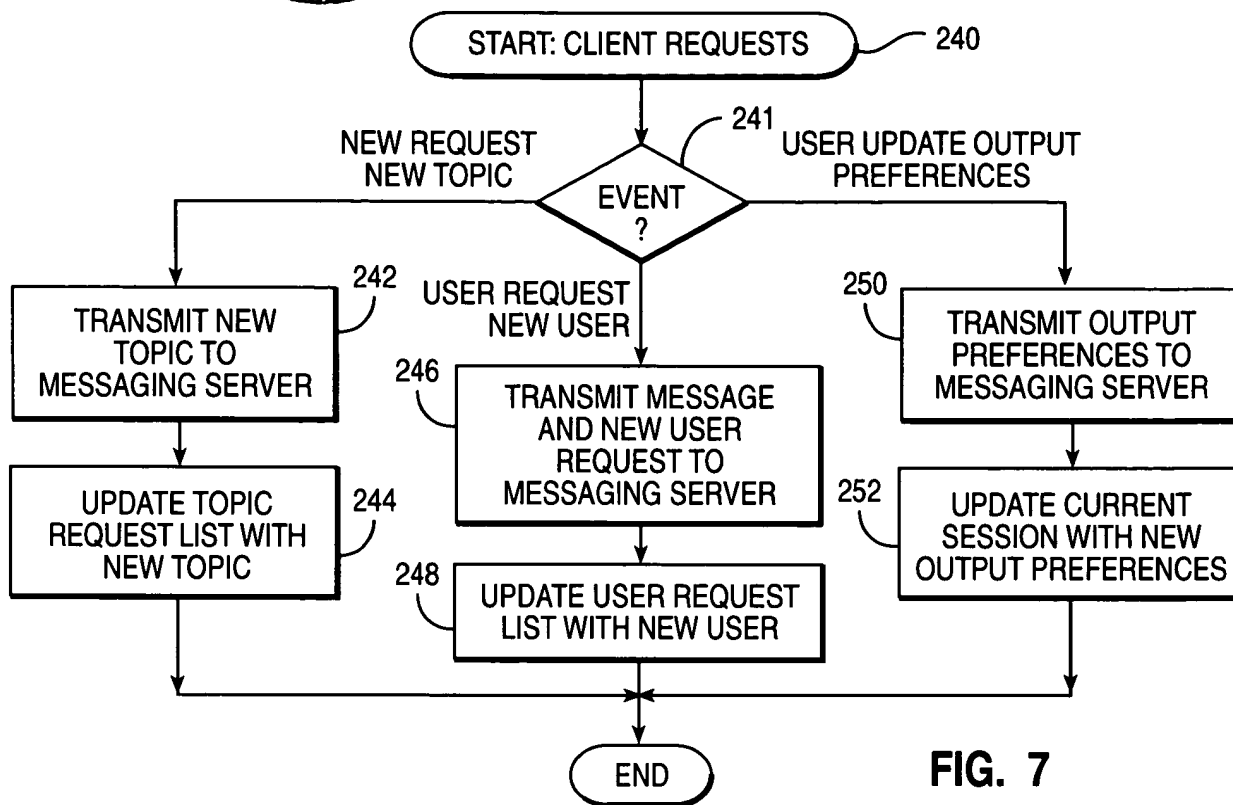 START: CLIENT REQUESTS
240
241
NEW REQUEST
NEW TOPIC
USER UPDATE OUTPUT
PREFERENCES
EVENT
?
242
TRANSMIT NEW
TOPIC TO
MESSAGING SERVER
USER REQUEST
NEW USER
250
TRANSMIT OUTPUT
PREFERENCES TO
MESSAGING SERVER
246
TRANSMIT MESSAGE
AND NEW USER
REQUEST TO
MESSAGING SERVER
UPDATE TOPIC
REQUEST LIST WITH
NEW TOPIC
244
252
UPDATE CURRENT
SESSION WITH NEW
OUTPUT PREFERENCES
248
UPDATE USER REQUEST
LIST WITH NEW USER
END
FIG. 7